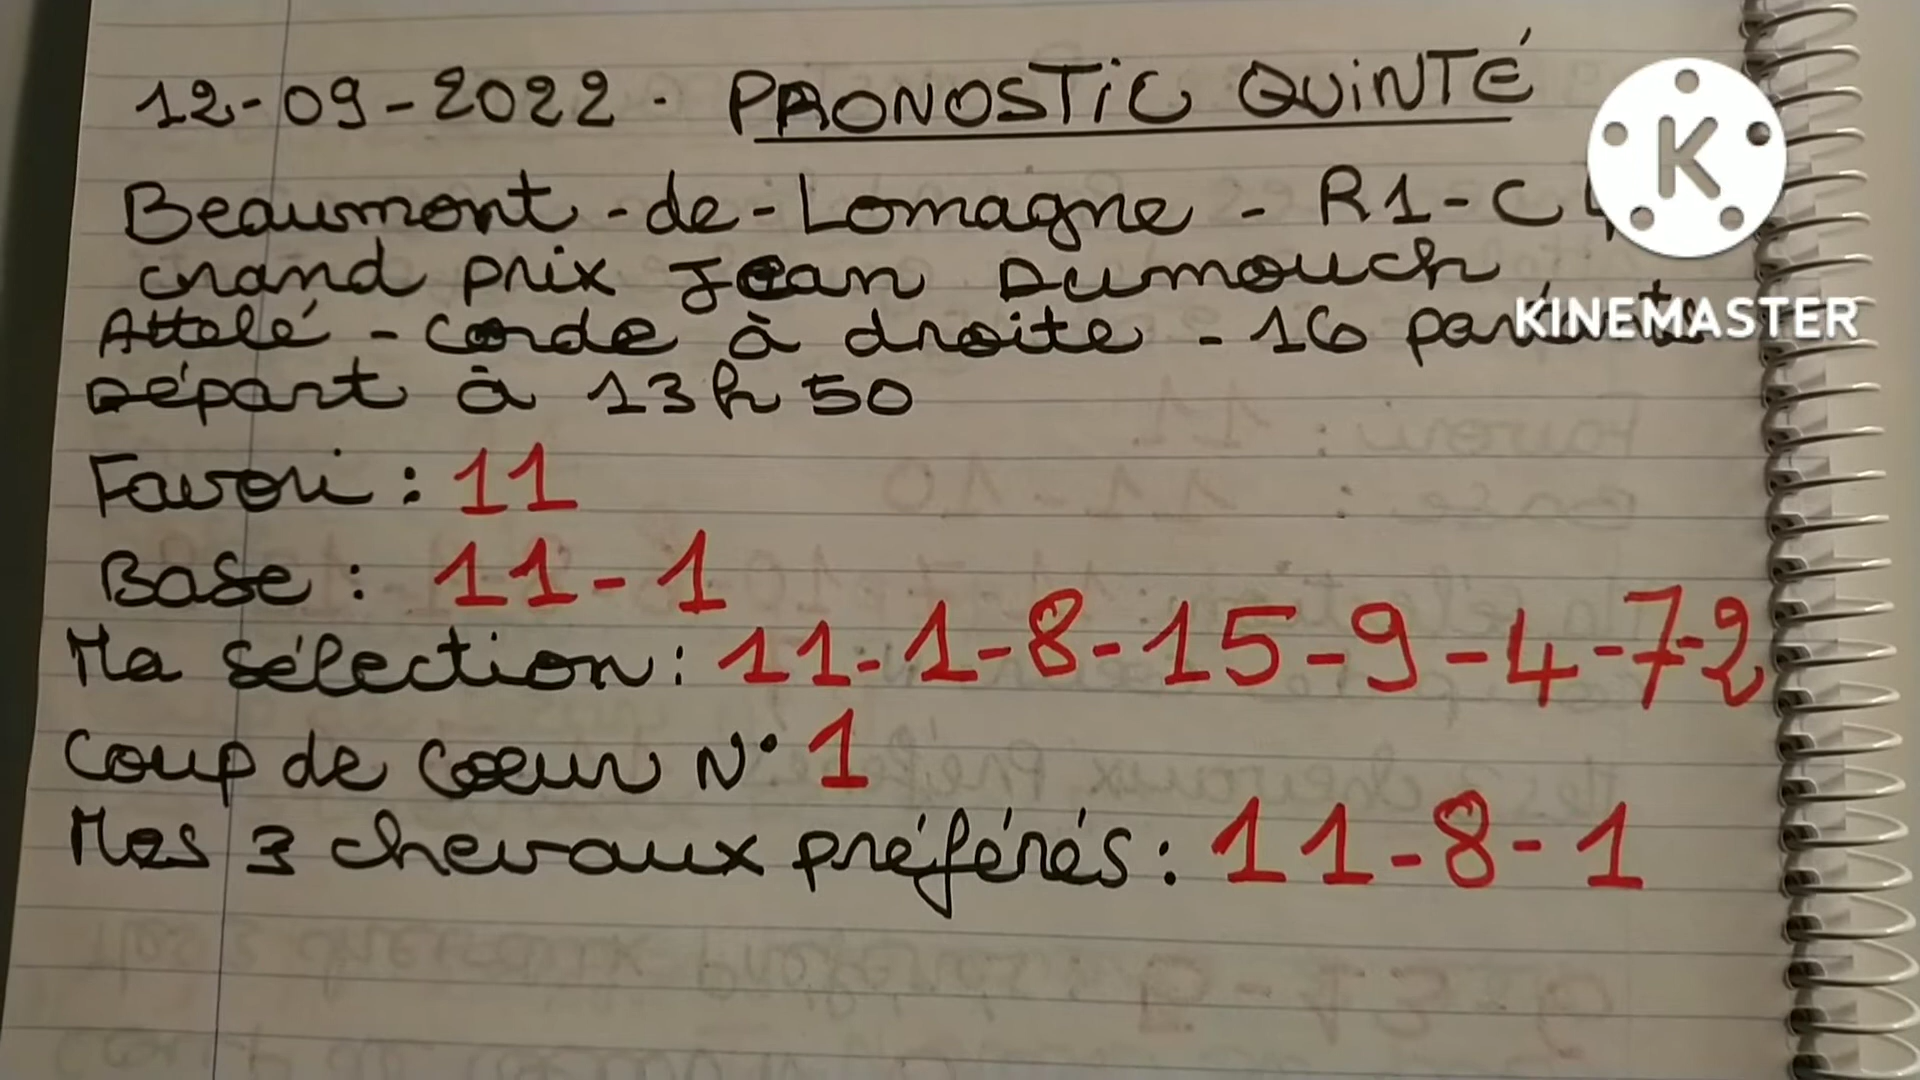 12-09-2022. PRONOSTIC QUINTÉ
Beaumont-de-Lomagne - R1-C
Grand prix Jean Dumouch
Attelé - Corde à droite - 16 partants
Départ à 13h50
Favori : 11
Base : 11-1
Ma sélection : 11-1-8-15-9-4-7-2
Coup de cœur N° 1
Mes 3 chevaux préférés : 11-8-1
K
KINEMASTER